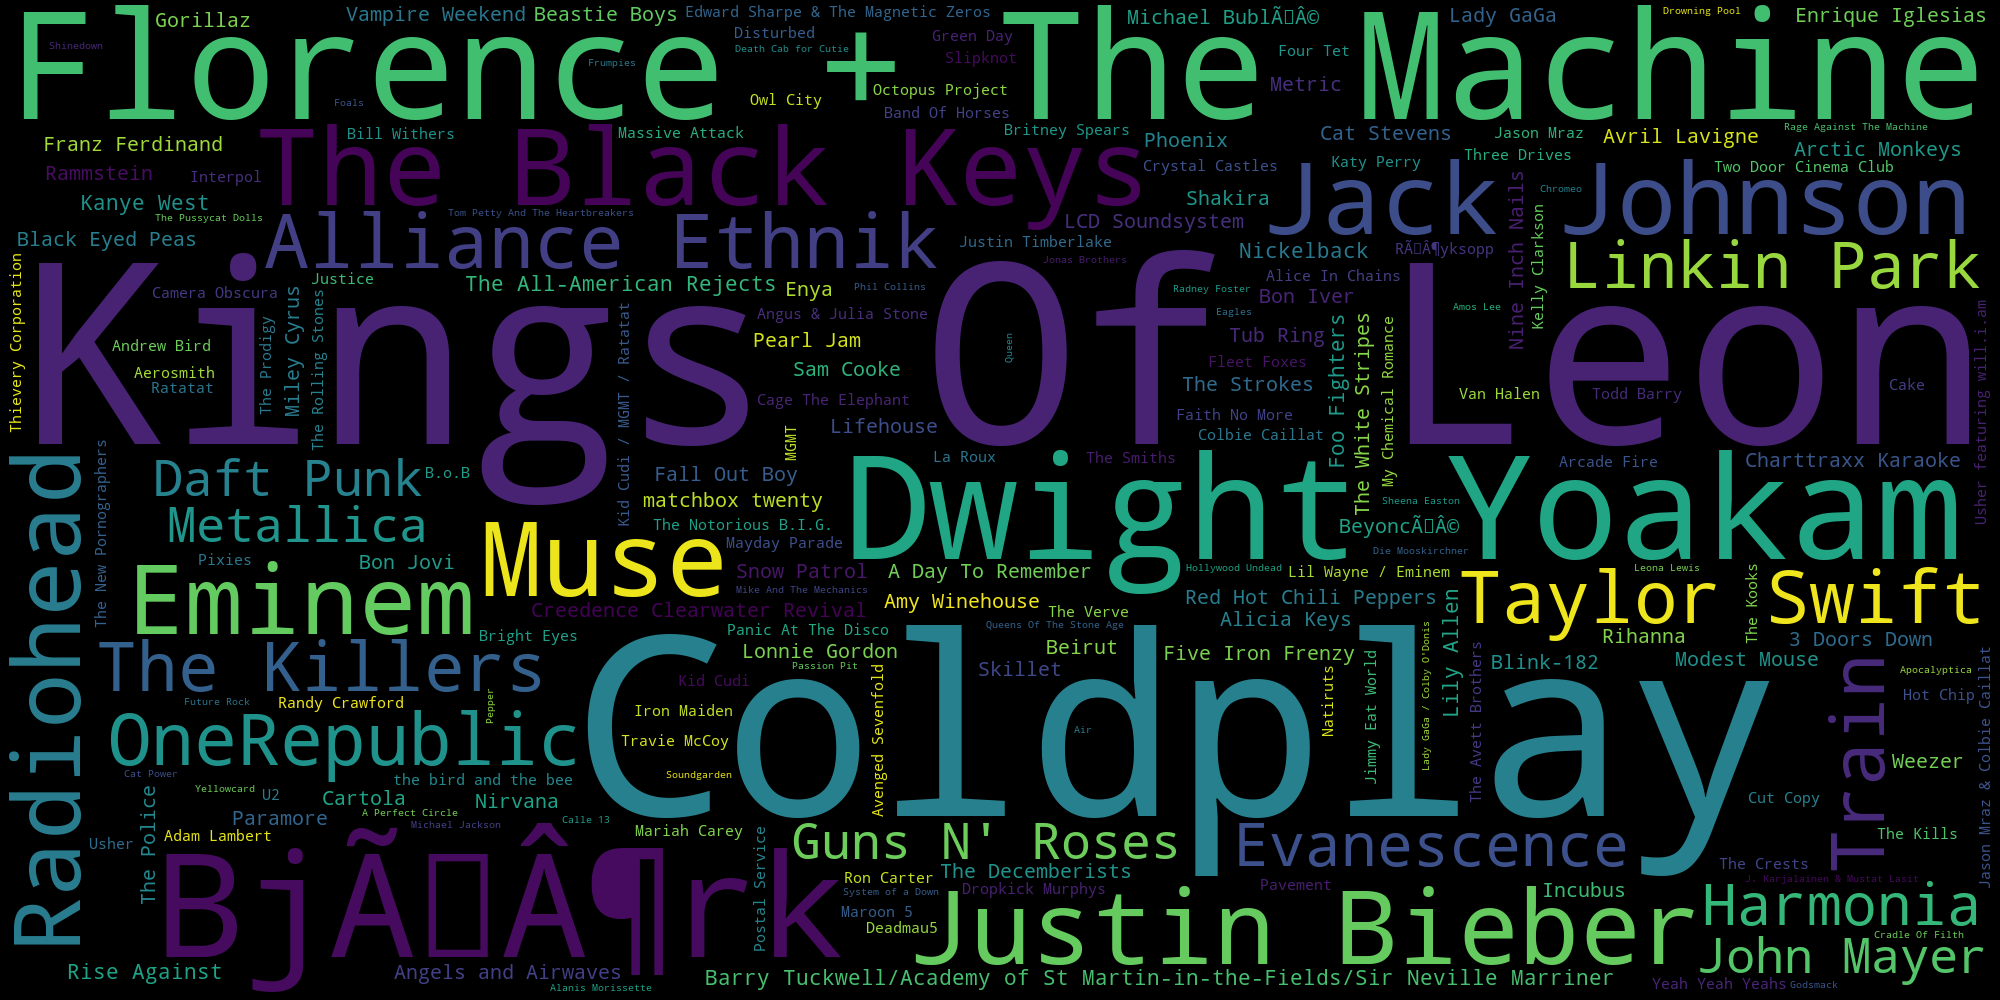 Gorillaz
Vampire Weekend
Beastie Boys
Edward Sharpe & The Magnetic Zeros
Michael BublÃ□Â©
Lady GaGa
Drowning Pool
Enrique Iglesias
Shinedown
Florence + The Machine
Disturbed
Death Cab for Cutie
Green Day
Slipknot
Four Tet
Frumpies
Metric
Foals
Owl City
Octopus Project
Band Of Horses
Franz Ferdinand
Bill Withers
Massive Attack
Britney Spears
Phoenix
Cat Stevens
Jason Mraz
Avril Lavigne
Rage Against The Machine
Arctic Monkeys
Rammstein
Interpol
The Black Keys
Crystal Castles
Katy Perry
Three Drives
Two Door Cinema Club
Kanye West
Shakira
Jack Johnson
Nine Inch Nails
Chromeo
The Pussycat Dolls
Tom Petty And The Heartbreakers
LCD Soundsystem
Black Eyed Peas
Alliance Ethnik
Justin Timberlake
Nickelback
RÃ□Â¶yksopp
Kelly Clarkson
Linkin Park
Jonas Brothers
Thievery Corporation
Camera Obscura
Justice
The All-American Rejects
Enya
Phil Collins
Alice In Chains
Radney Foster
Bon Iver
Amos Lee
Kings Of Leon
Miley Cyrus
The Rolling Stones
The Prodigy
Angus & Julia Stone
Eagles
Andrew Bird
Pearl Jam
Queen
Tub Ring
Foo Fighters
The White Stripes
My Chemical Romance
Usher featuring will.i.am
Aerosmith
Ratatat
Kid Cudi / MGMT / Ratatat
Sam Cooke
Fleet Foxes
The Strokes
Van Halen
Todd Barry
Cake
Cage The Elephant
Faith No More
Lifehouse
MGMT
Colbie Caillat
Radiohead
The New Pornographers
Daft Punk
B.o.B
Fall Out Boy
La Roux
The Smiths
Arcade Fire
Charttraxx Karaoke
matchbox twenty
Dwight Yoakam
Sheena Easton
Metallica
The Notorious B.I.G.
BeyoncÃ□Â©
Muse
Mayday Parade
Die Mooskirchner
Pixies
Bon Jovi
Snow Patrol
A Day To Remember
Hollywood Undead
Lil Wayne / Eminem
Leona Lewis
Eminem
Mike And The Mechanics
Taylor Swift
The Kooks
Creedence Clearwater Revival
Amy Winehouse
The Verve
Red Hot Chili Peppers
Lily Allen
Bright Eyes
Panic At The Disco
Queens Of The Stone Age
Alicia Keys
Rihanna
3 Doors Down
The Killers
Lonnie Gordon
Beirut
Five Iron Frenzy
Lady GaGa / Colby O'Donis
The Avett Brothers
Blink-182
Modest Mouse
Passion Pit
Skillet
Apocalyptica
Kid Cudi
Coldplay
Hot Chip
Future Rock
Randy Crawford
Pepper
Iron Maiden
Avenged Sevenfold
Natiruts
Jimmy Eat World
Train
Jason Mraz & Colbie Caillat
OneRepublic
Travie McCoy
Air
Weezer
Cat Power
the bird and the bee
Soundgarden
Yellowcard
U2
Cartola
Nirvana
Cut Copy
The Police
Paramore
A Perfect Circle
Michael Jackson
Calle 13
Usher
Adam Lambert
Mariah Carey
Postal Service
Guns N' Roses
Evanescence
The Kills
BjÃ□Â¶rk
The Decemberists
The Crests
Ron Carter
System of a Down
Dropkick Murphys
Pavement
J. Karjalainen & Mustat Lasit
Incubus
Maroon 5
Justin Bieber
Harmonia
Deadmau5
Cradle Of Filth
Rise Against
Angels and Airwaves
John Mayer
Alanis Morissette
Barry Tuckwell/Academy of St Martin-in-the-Fields/Sir Neville Marriner
Yeah Yeah Yeahs
Godsmack